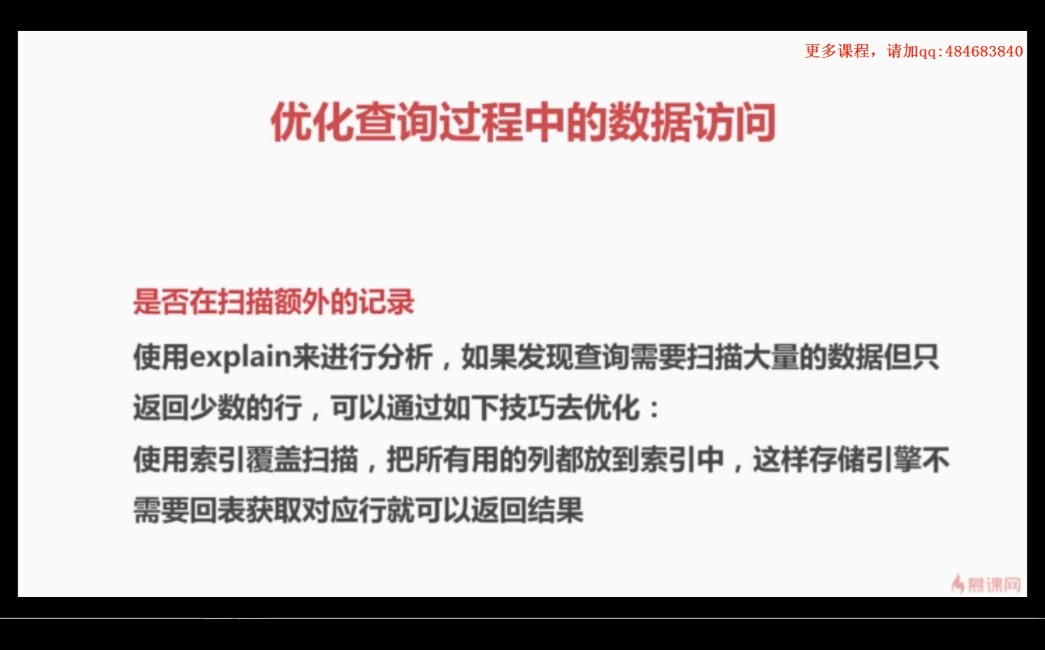 更多课程，请加qq:484683840
优化查询过程中的数据访问
是否在扫描额外的记录
使用explain来进行分析，如果发现查询需要扫描大量的数据但只
返回少数的行，可以通过如下技巧去优化：
使用索引覆盖扫描，把所有用的列都放到索引中，这样存储引擎不
需要回表获取对应行就可以返回结果
慕课网